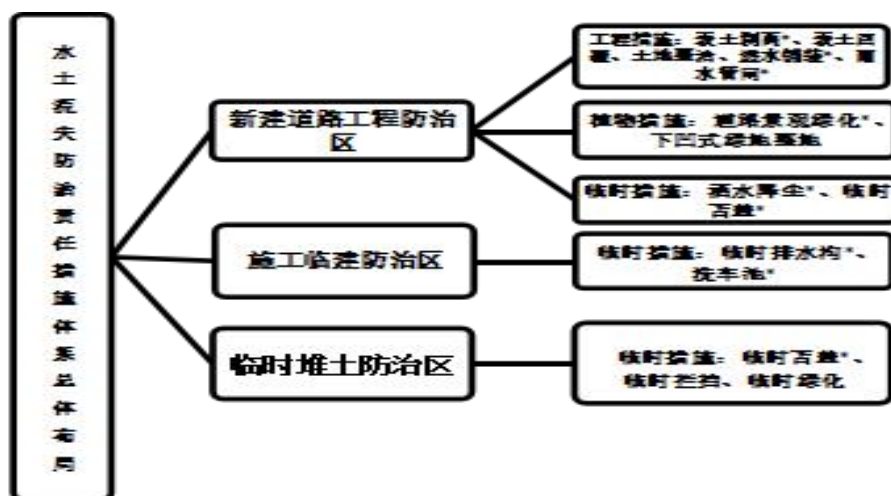 水土流失防治责任措施体系总体布局
新建道路工程防治
区
施工临建防治区
临时堆土防治区
工程措施：表土剥离*、表土回
覆、土地整治、透水铺装*、雨
水管网*
植物措施：道路景观绿化*、
下凹式绿地整地
临时措施：洒水降尘*、临时
苫盖*
临时措施：临时排水沟*、
洗车池*
临时措施：临时苫盖*、
临时拦挡、临时绿化